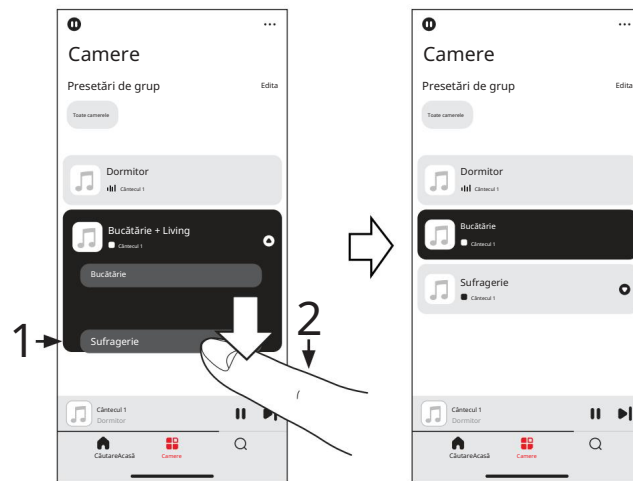 Camere
Presetări de grup
Edita
Toate camerele
Dormitor
Cântecul 1
Bucătărie + Living
Cântecul 1
Bucătărie
Sufragerie
1
2
Cântecul 1
Dormitor
CăutareAcasă
Camere
Camere
Presetări de grup
Edita
Toate camerele
Dormitor
Cântecul 1
Bucătărie
Cântecul 1
Sufragerie
Cântecul 1
Cântecul 1
Dormitor
CăutareAcasă
Camere